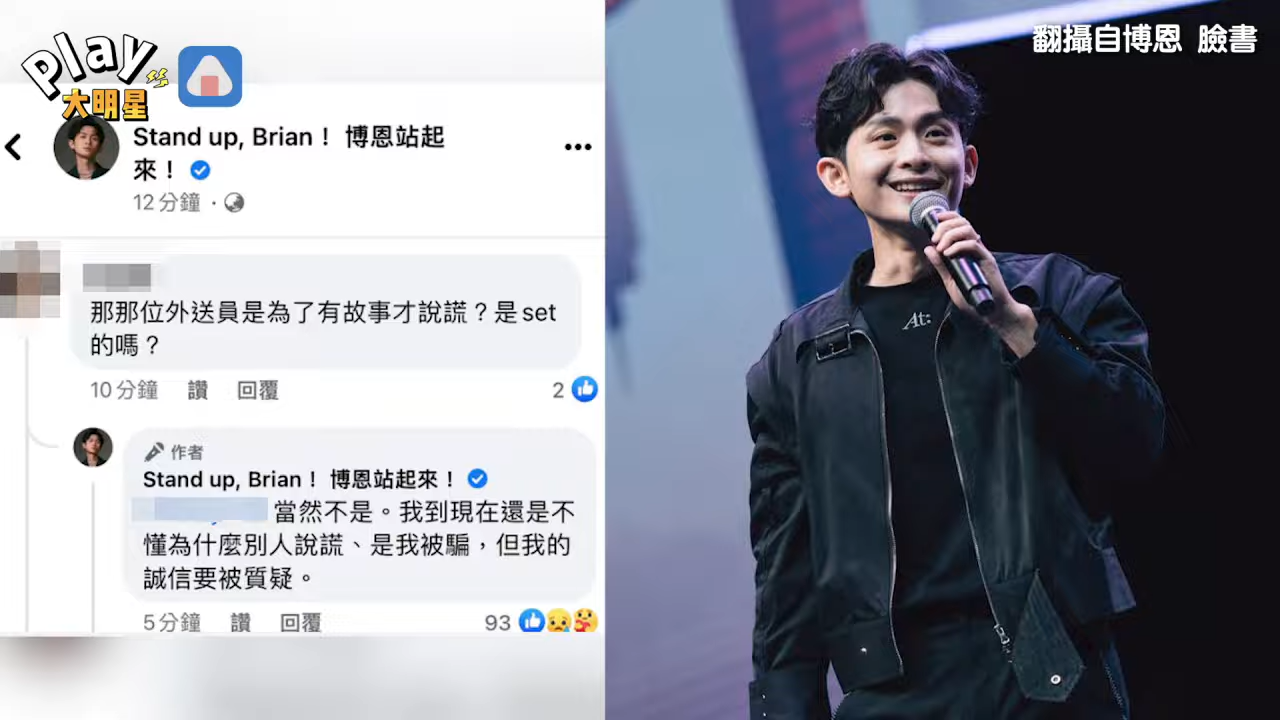 Play
大明星
翻攝自博恩 臉書
Stand up, Brian！ 博恩站起
來！
12 分鐘
那那位外送員是為了有故事才說謊？是 set
的嗎？
10 分鐘 讚 回覆 2
作者
Stand up, Brian！ 博恩站起來！
當然不是。我到現在還是不
懂為什麼別人說謊、是我被騙，但我的
誠信要被質疑。
5 分鐘 讚 回覆 93
At: